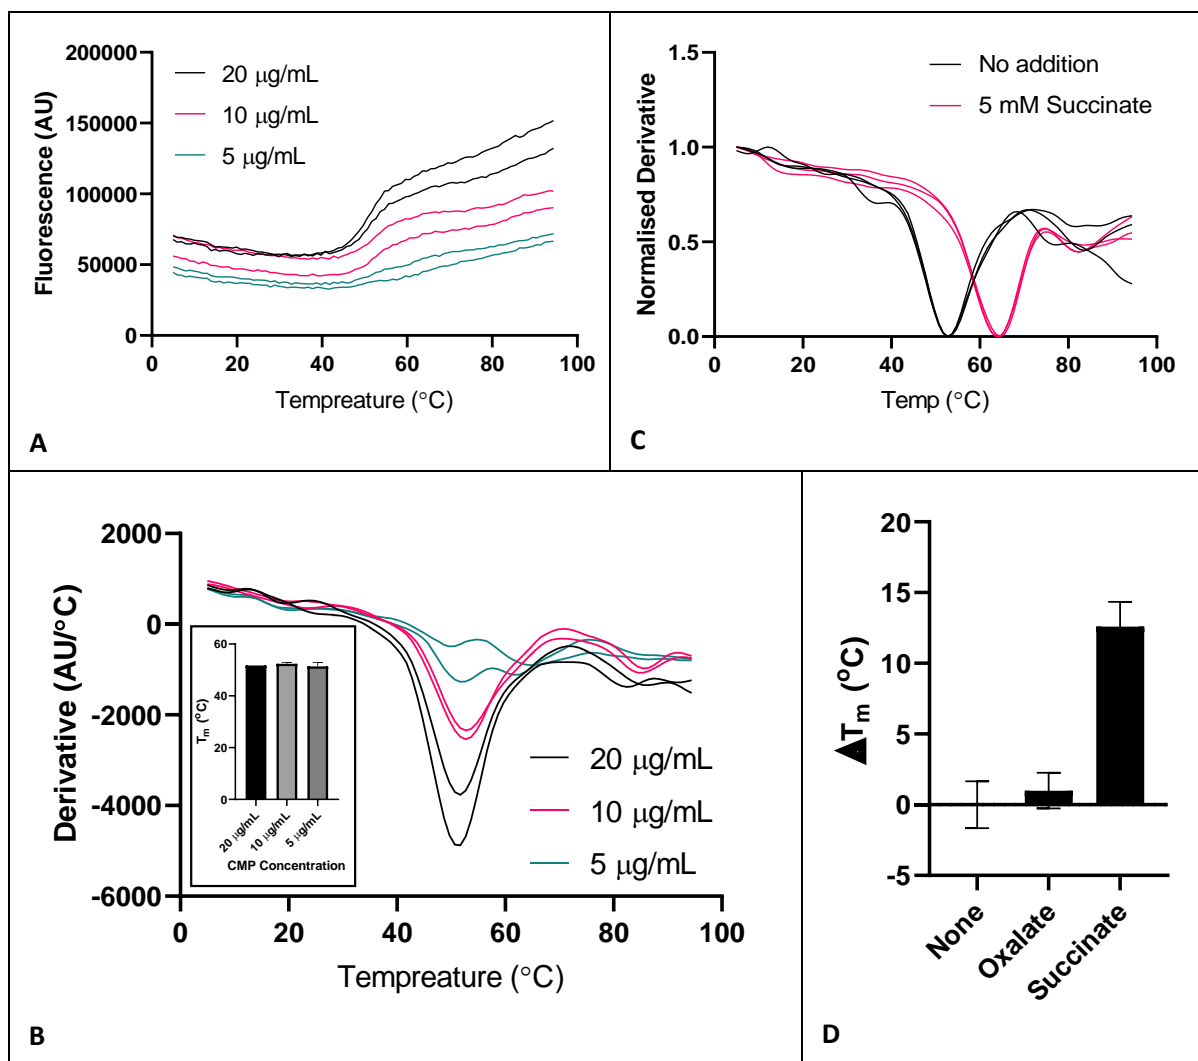 200000
150000
100000
50000
0
Fluorescence (AU)
20 μg/mL
10 μg/mL
5 μg/mL
0 20 40 60 80 100
Tempreature (°C)
A
1.5
1.0
0.5
0.0
Normalised Derivative
No addition
5 mM Succinate
0 20 40 60 80 100
Temp (°C)
C
2000
0
-2000
-4000
-6000
Derivative (AU/°C)
60
40
20
0
Tm (°C)
20 μg/mL
10 μg/mL
5 μg/mL
CMP Concentration
20 μg/mL
10 μg/mL
5 μg/mL
0 20 40 60 80 100
Tempreature (°C)
B
20
15
10
5
0
-5
ΔTm (°C)
None
Oxalate
Succinate
D